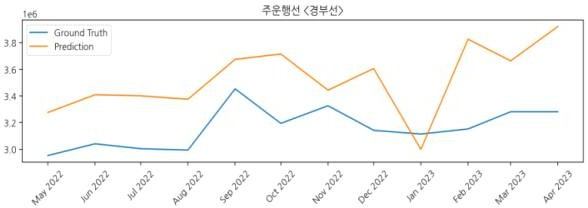 주운행선 <경부선>
1e6
Ground Truth
Prediction
3.8
3.6
3.4
3.2
3.0
May 2022
Jun 2022
Jul 2022
Aug 2022
Sep 2022
Oct 2022
Nov 2022
Dec 2022
Jan 2023
Feb 2023
Mar 2023
Apr 2023